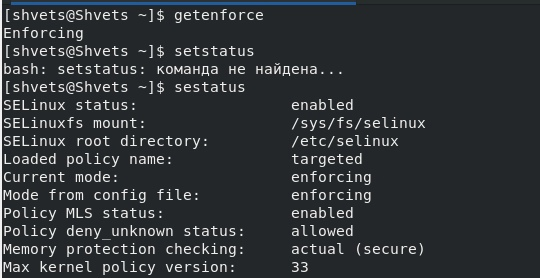 [shvets@Shvets ~]$ getenforce
Enforcing
[shvets@Shvets ~]$ setstatus
bash: setstatus: команда не найдена...
[shvets@Shvets ~]$ sestatus
SELinux status:                 enabled
SELinuxfs mount:                /sys/fs/selinux
SELinux root directory:         /etc/selinux
Loaded policy name:             targeted
Current mode:                   enforcing
Mode from config file:          enforcing
Policy MLS status:              enabled
Policy deny_unknown status:     allowed
Memory protection checking:     actual (secure)
Max kernel policy version:      33